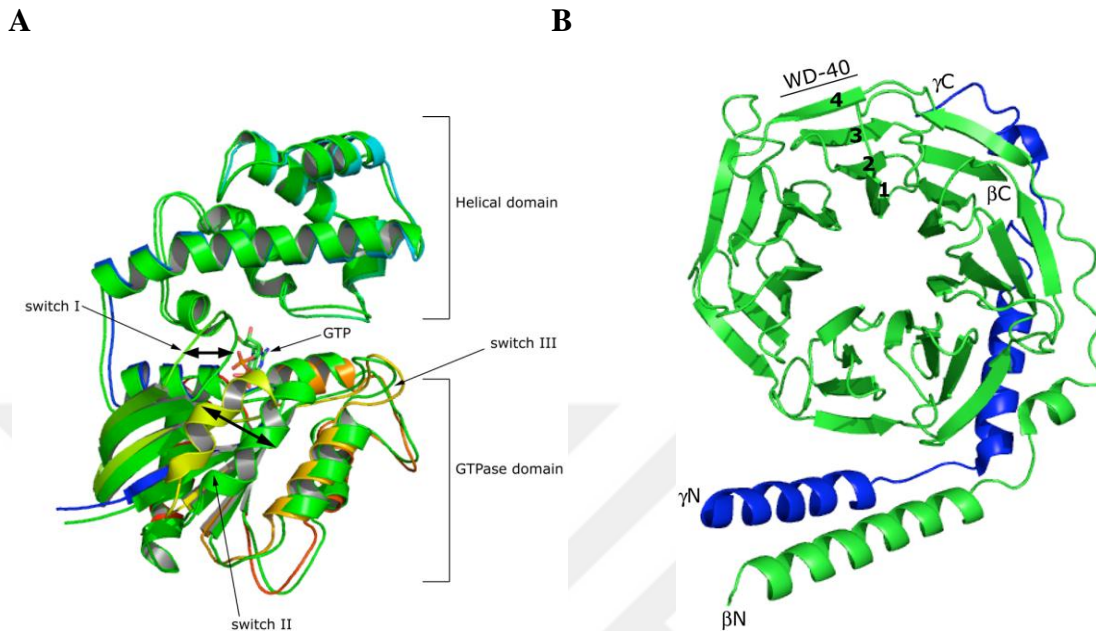 A
B
Helical domain
switch I
GTP
switch III
GTPase domain
switch II
WD-40
4
3
2
1
γC
βC
γN
βN